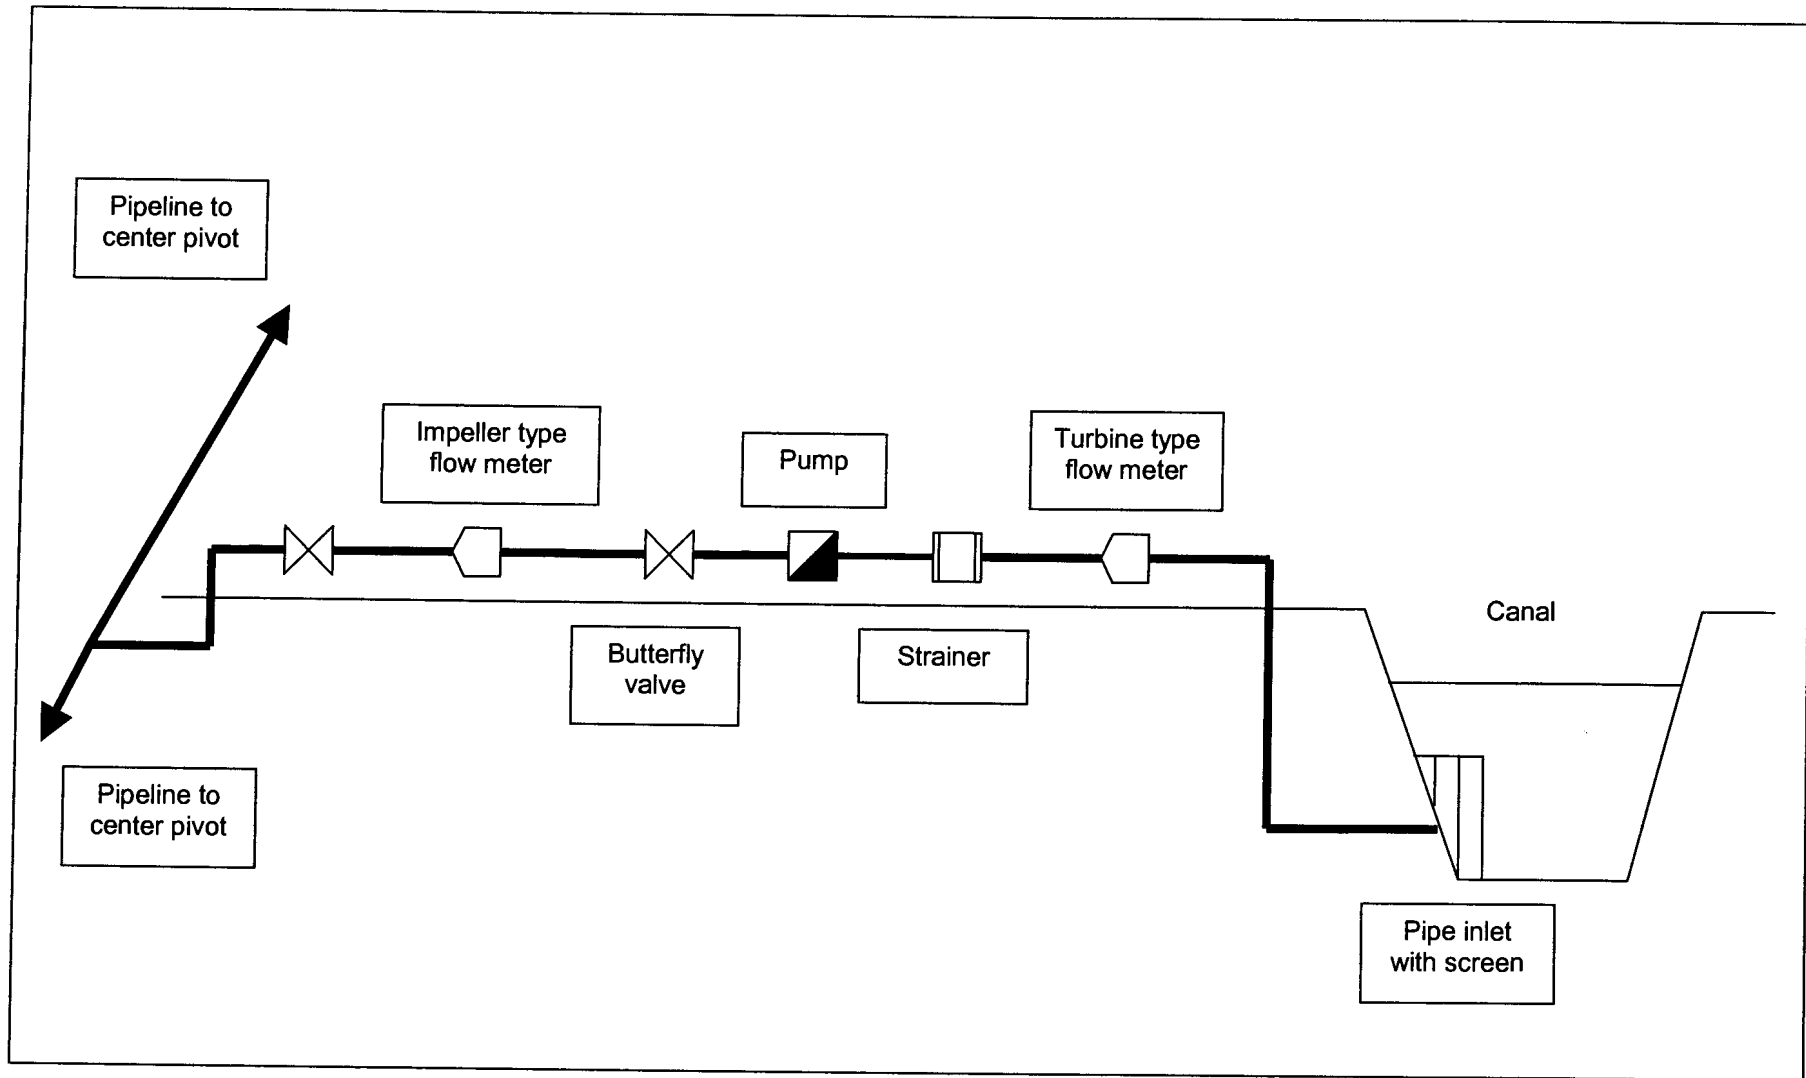 Pipeline to
center pivot
Impeller type
flow meter
Pump
Turbine type
flow meter
Canal
Butterfly
valve
Strainer
Pipeline to
center pivot
Pipe inlet
with screen